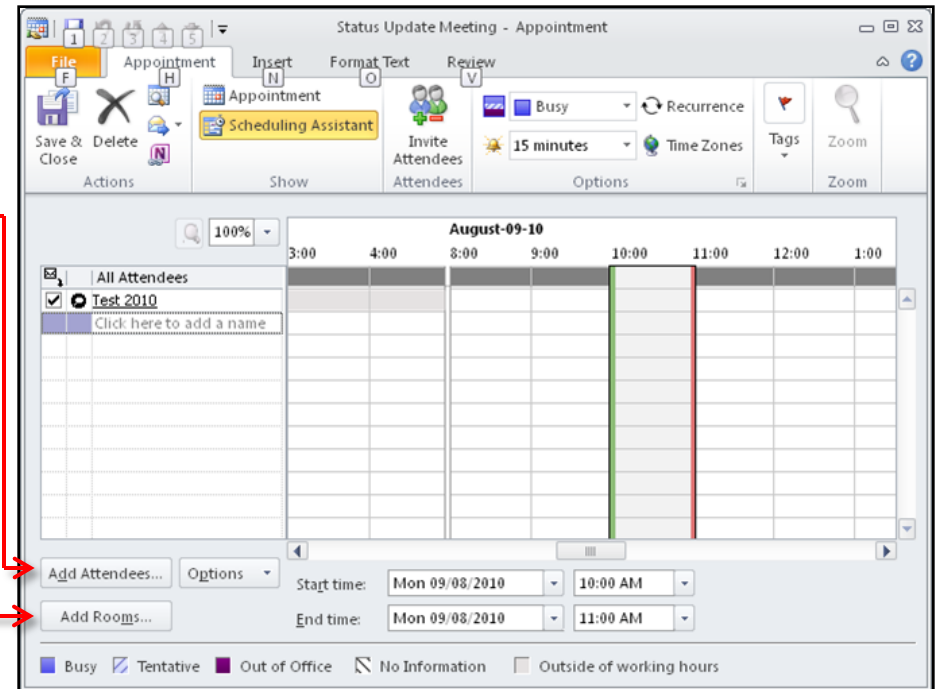 Status Update Meeting - Appointment
1 2 3 4 5
File Appointment Insert Format Text Review
F H N O V
Save & Close
Delete
Actions
Appointment
Scheduling Assistant
Show
Invite
Attendees
Attendees
Busy
Recurrence
15 minutes
Time Zones
Options
Tags
Zoom
Zoom
100%
August-09-10
3:00 4:00 8:00 9:00 10:00 11:00 12:00 1:00
All Attendees
Test 2010
Click here to add a name
Add Attendees... Options
Start time: Mon 09/08/2010 10:00 AM
Add Rooms...
End time: Mon 09/08/2010 11:00 AM
Busy Tentative Out of Office No Information Outside of working hours